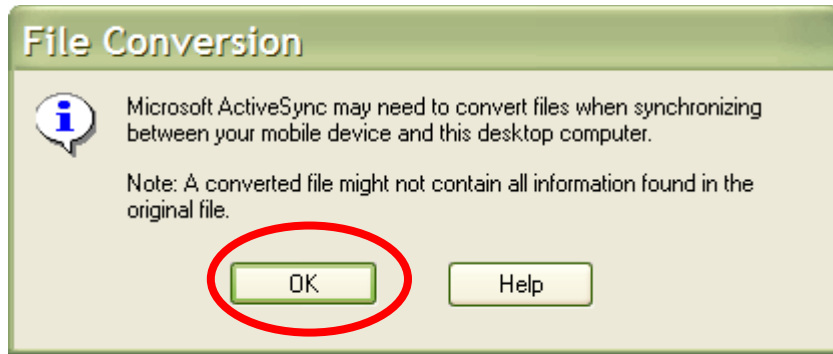 File Conversion
Microsoft ActiveSync may need to convert files when synchronizing
between your mobile device and this desktop computer.
Note: A converted file might not contain all information found in the
original file.
OK
Help